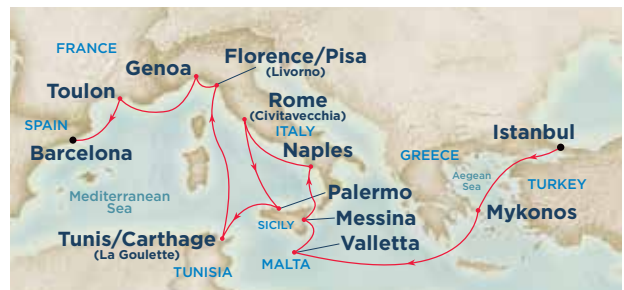 FRANCE
Florence/Pisa
(Livorno)
Genoa
Toulon
Rome
(Civitavecchia)
ITALY
SPAIN
Barcelona
Naples
Istanbul
GREECE
Aegean
Sea
TURKEY
Mediterranean
Sea
Palermo
SICILY
Messina
Mykonos
Tunis/Carthage
(La Goulette)
Valletta
TUNISIA
MALTA